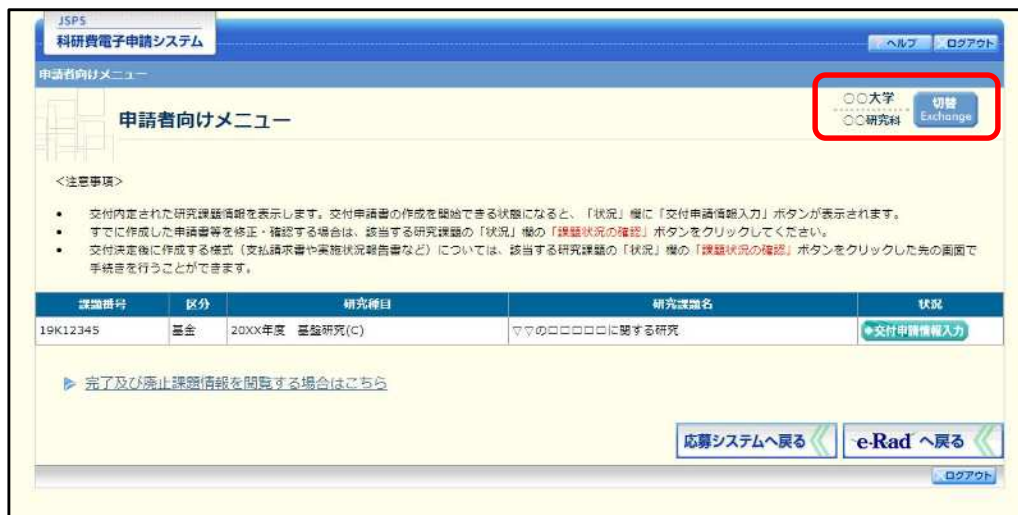 JSPS
科研費電子申請システム
ヘルプ
ログアウト
申請者向けメニュー
○○大学
○○研究科
切替
Exchange
申請者向けメニュー
<注意事項>
• 交付内定された研究課題情報を表示します。交付申請書の作成を開始できる状態になると、「状況」欄に「交付申請情報入力」ボタンが表示されます。
• すでに作成した申請書等を修正・確認する場合は、該当する研究課題の「状況」欄の「課題状況の確認」ボタンをクリックしてください。
• 交付決定後に作成する様式（支払請求書や実施状況報告書など）については、該当する研究課題の「状況」欄の「課題状況の確認」ボタンをクリックした先の画面で
手続きを行うことができます。
課題番号 区分 研究種目 研究課題名 状況
19K12345 基金 20XX年度 基盤研究(C) ▽▽の□□□□□に関する研究 交付申請情報入力
完了及び廃止課題情報を閲覧する場合はこちら
応募システムへ戻る
e-Rad へ戻る
ログアウト